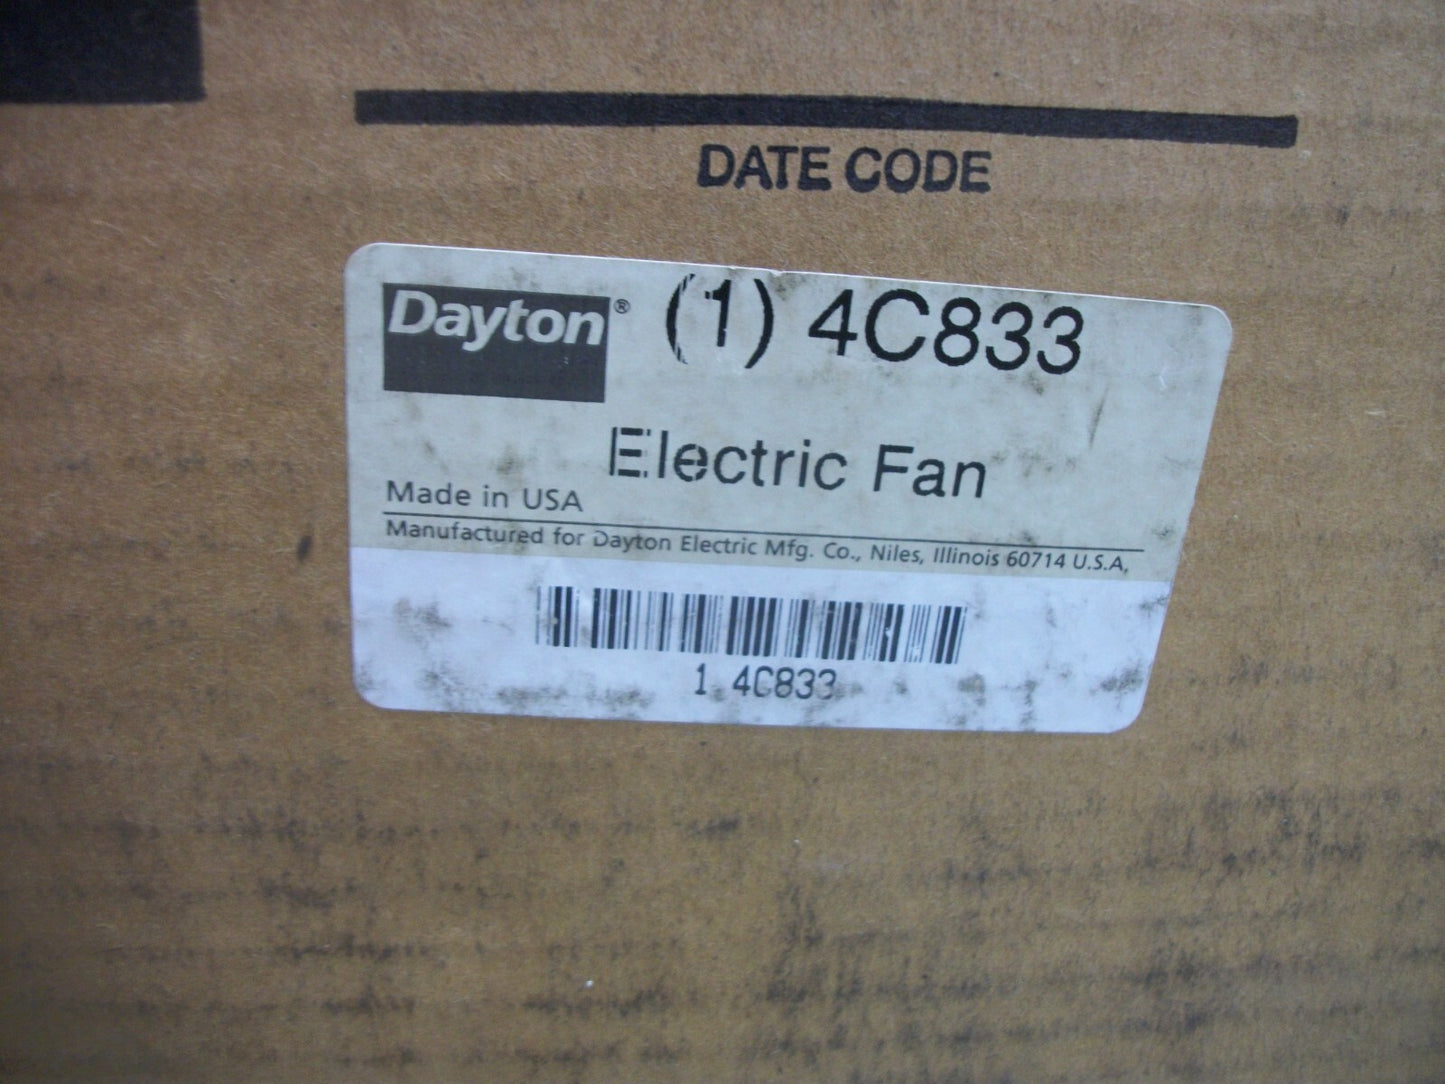 DATE CODE
Dayton® (1) 4C833
Electric Fan
Made in USA
Manufactured for Dayton Electric Mfg. Co., Niles, Illinois 60714 U.S.A.
1 4C833